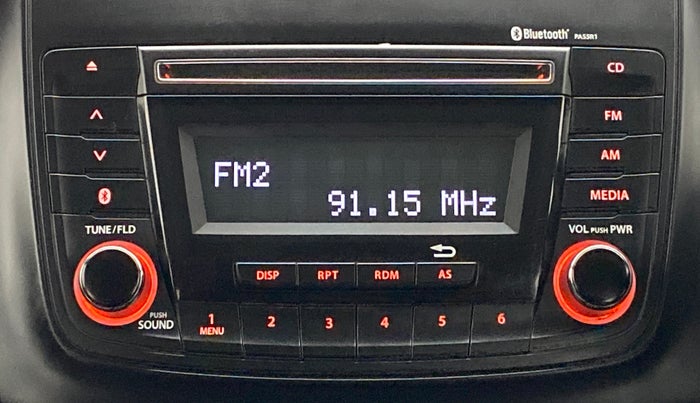 Bluetooth® PA55R1
CD
FM
AM
MEDIA
FM2
91.15 MHz
TUNE/FLD
VOL PUSH PWR
DISP RPT RDM AS
PUSH
SOUND
1 2 3 4 5 6
MENU